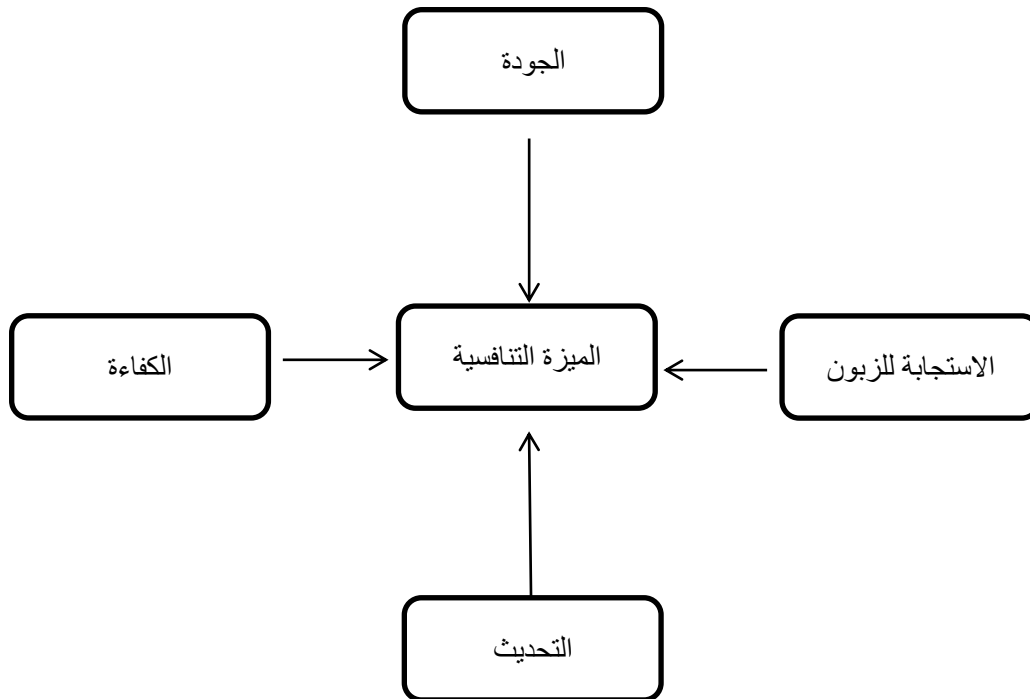 الجودة
الاستجابة للزبون
الميزة التنافسية
الكفاءة
التحديث